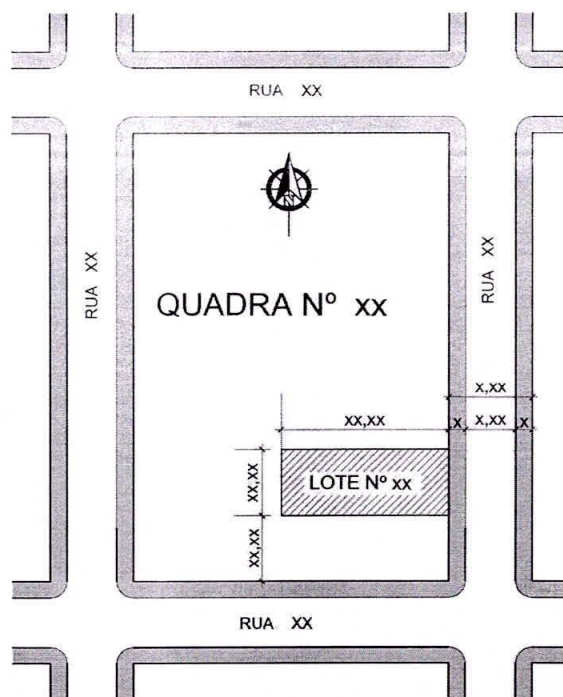 RUA XX
N
RUA XX
RUA XX
QUADRA Nº XX
x,xx
xx,xx
x
x,xx
x
xx,xx
LOTE Nº XX
xx,xx
RUA XX